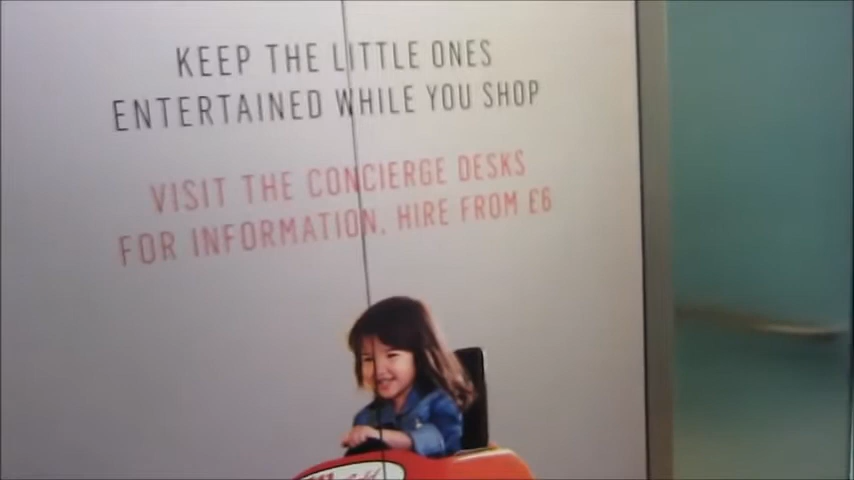 KEEP THE LITTLE ONES
ENTERTAINED WHILE YOU SHOP
VISIT THE CONCIERGE DESKS
FOR INFORMATION. HIRE FROM £6